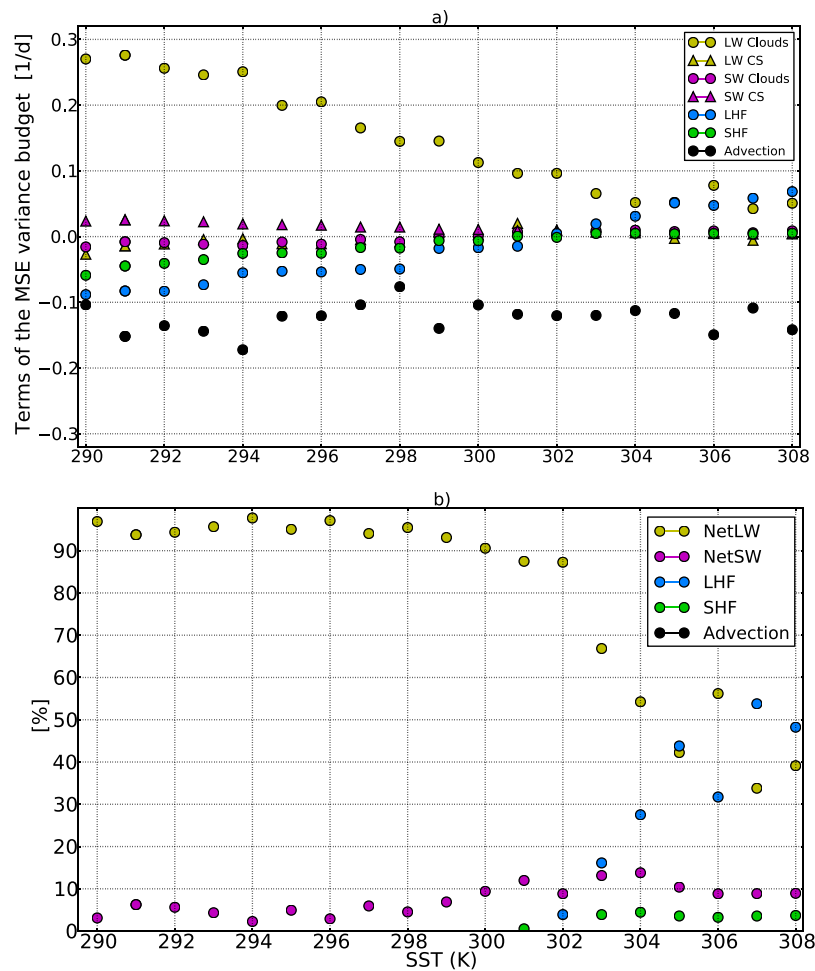 a)
Terms of the MSE variance budget [1/d]
0.3
0.2
0.1
0.0
−0.1
−0.2
−0.3
LW Clouds
LW CS
SW Clouds
SW CS
LHF
SHF
Advection
290 292 294 296 298 300 302 304 306 308
b)
[%]
90
80
70
60
50
40
30
20
10
0
NetLW
NetSW
LHF
SHF
Advection
290 292 294 296 298 300 302 304 306 308
SST (K)